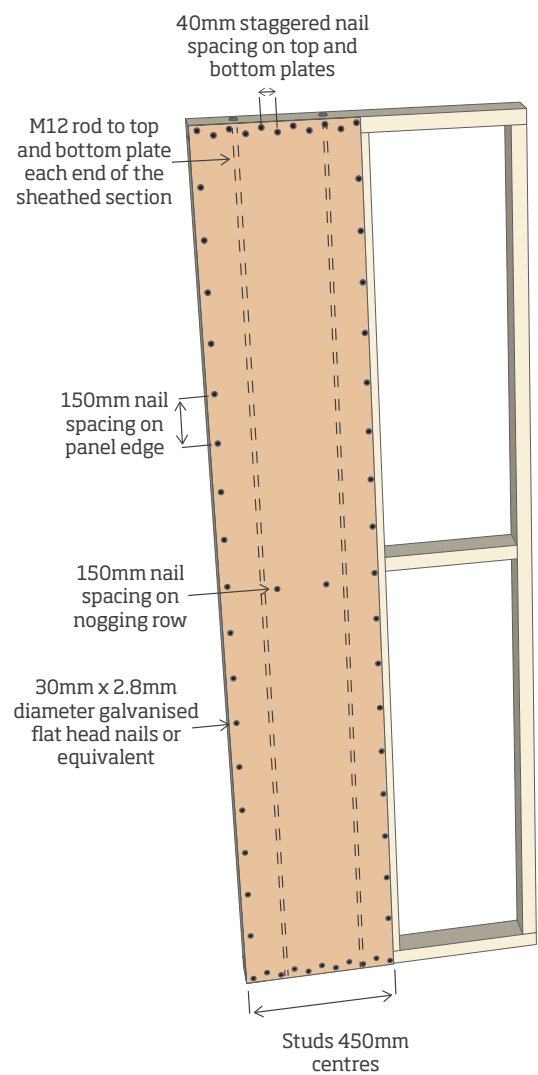 40mm staggered nail
spacing on top and
bottom plates
M12 rod to top
and bottom plate
each end of the
sheathed section
150mm nail
spacing on
panel edge
150mm nail
spacing on
nogging row
30mm x 2.8mm
diameter galvanised
flat head nails or
equivalent
Studs 450mm
centres